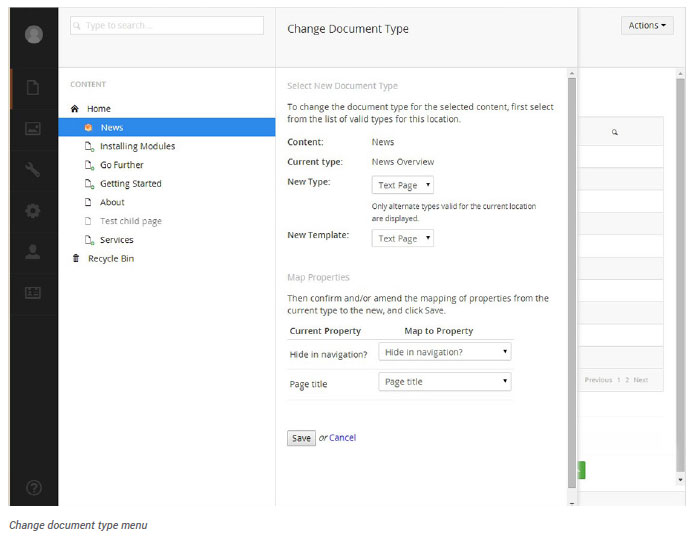 Type to search...
Change Document Type
Actions
CONTENT
Home
News
Installing Modules
Go Further
Getting Started
About
Test child page
Services
Recycle Bin
Select New Document Type
To change the document type for the selected content, first select
from the list of valid types for this location.
Content: News
Current type: News Overview
New Type: Text Page
Only alternate types valid for the current location
are displayed.
New Template: Text Page
Map Properties
Then confirm and/or amend the mapping of properties from the
current type to the new, and click Save.
Current Property Map to Property
Hide in navigation? Hide in navigation?
Page title Page title
Save or Cancel
Previous 1 2 Next
Change document type menu